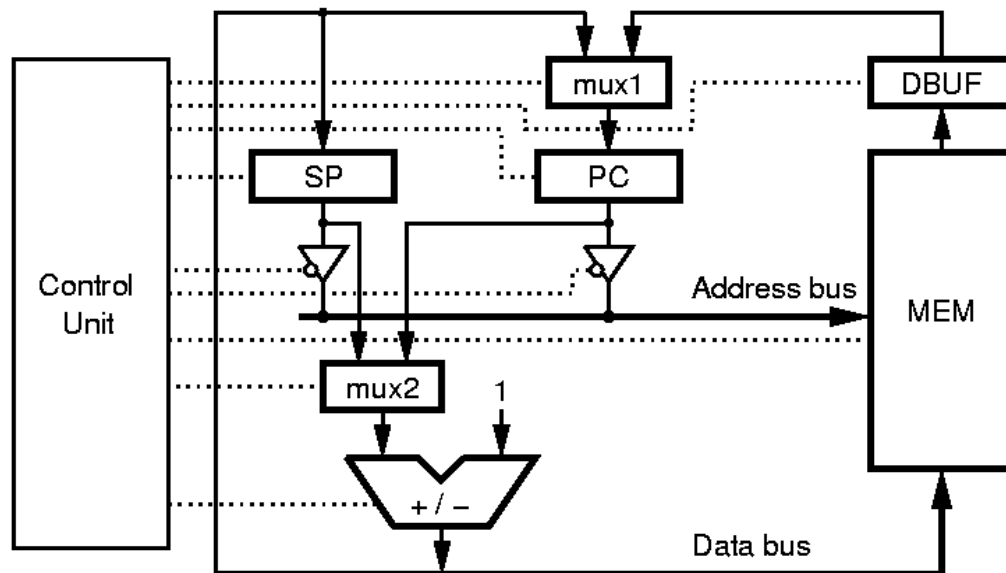 mux1
DBUF
SP
PC
Control
Unit
Address bus
MEM
mux2
1
+ / −
Data bus